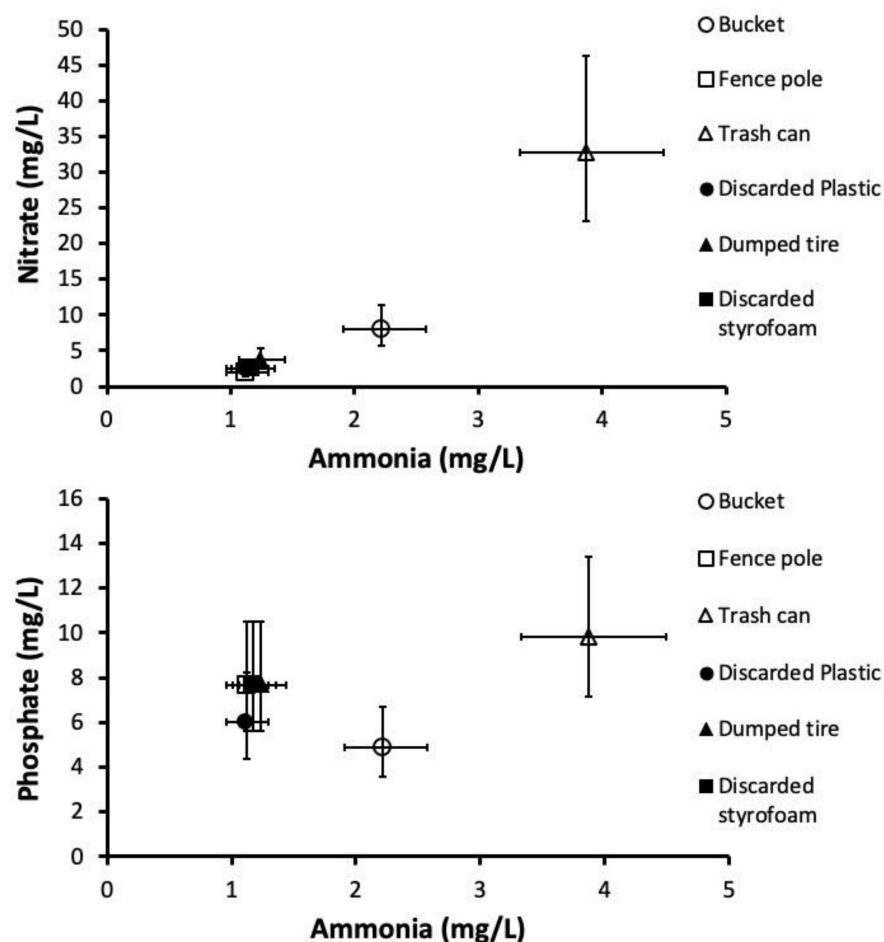 50
45
40
35
30
25
20
15
10
5
0
Nitrate (mg/L)
0 1 2 3 4 5
Ammonia (mg/L)
Bucket
Fence pole
Trash can
Discarded Plastic
Dumped tire
Discarded
styrofoam
16
14
12
10
8
6
4
2
0
Phosphate (mg/L)
0 1 2 3 4 5
Ammonia (mg/L)
Bucket
Fence pole
Trash can
Discarded Plastic
Dumped tire
Discarded
styrofoam